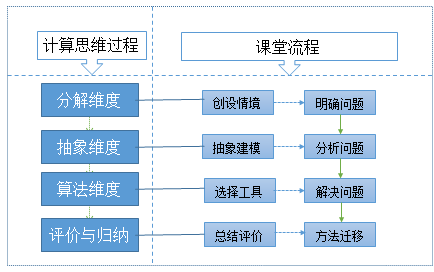 计算思维过程
课堂流程
分解维度
创设情境
明确问题
抽象维度
抽象建模
分析问题
算法维度
选择工具
解决问题
评价与归纳
总结评价
方法迁移